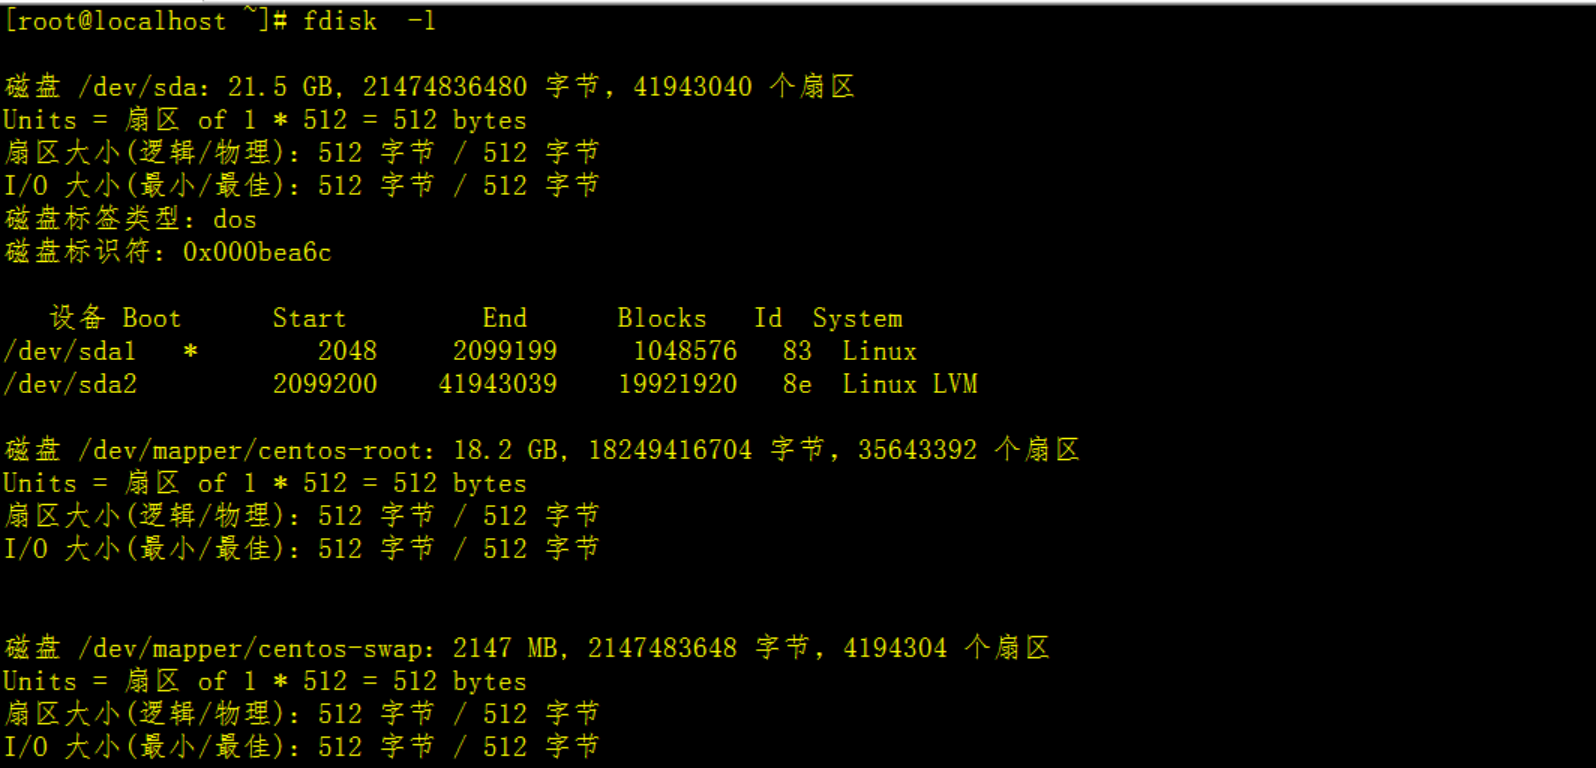 [root@localhost ~]# fdisk  -l
磁盘 /dev/sda：21.5 GB, 21474836480 字节，41943040 个扇区
Units = 扇区 of 1 * 512 = 512 bytes
扇区大小(逻辑/物理)：512 字节 / 512 字节
I/O 大小(最小/最佳)：512 字节 / 512 字节
磁盘标签类型：dos
磁盘标识符：0x000bea6c
   设备 Boot      Start         End      Blocks   Id  System
/dev/sda1   *        2048     2099199     1048576   83  Linux
/dev/sda2         2099200    41943039    19921920   8e  Linux LVM
磁盘 /dev/mapper/centos-root：18.2 GB, 18249416704 字节，35643392 个扇区
Units = 扇区 of 1 * 512 = 512 bytes
扇区大小(逻辑/物理)：512 字节 / 512 字节
I/O 大小(最小/最佳)：512 字节 / 512 字节
磁盘 /dev/mapper/centos-swap：2147 MB, 2147483648 字节，4194304 个扇区
Units = 扇区 of 1 * 512 = 512 bytes
扇区大小(逻辑/物理)：512 字节 / 512 字节
I/O 大小(最小/最佳)：512 字节 / 512 字节